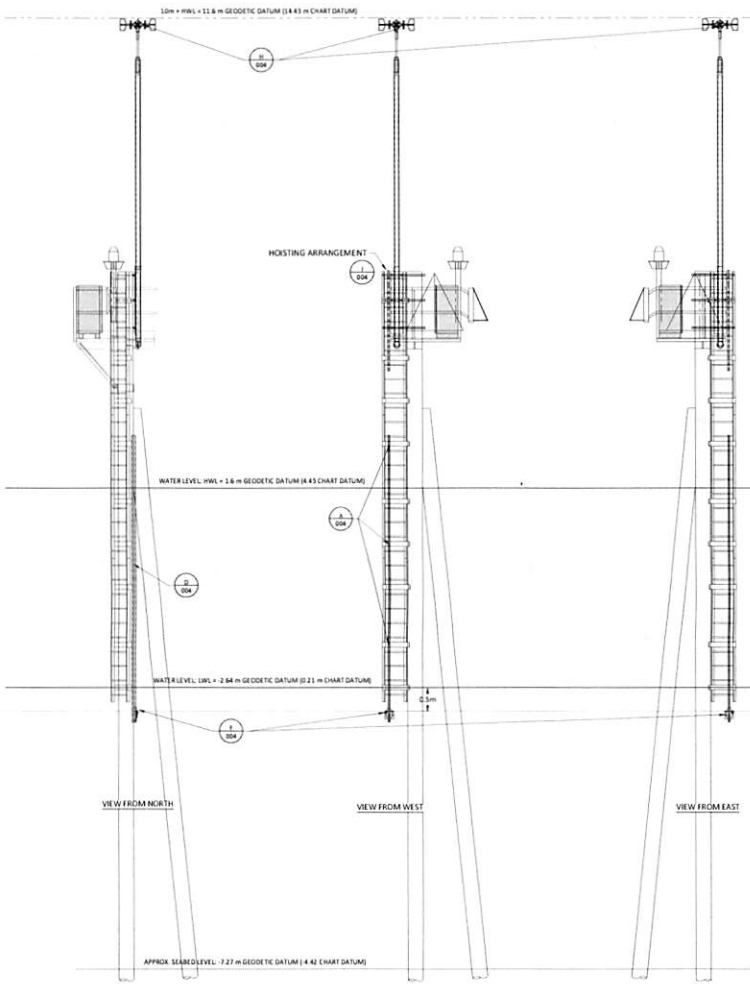 10m + HWL = 11.6 m GEODETIC DATUM (14.43 m CHART DATUM)
H
004
HOISTING ARRANGEMENT
J
004
WATER LEVEL: HWL = 1.6 m GEODETIC DATUM (4.43 CHART DATUM)
A
004
D
004
WATER LEVEL: LWL = -2.64 m GEODETIC DATUM (0.21 m CHART DATUM)
0.5m
F
004
VIEW FROM NORTH
VIEW FROM WEST
VIEW FROM EAST
APPROX. SEABED LEVEL: -7.27 m GEODETIC DATUM (-4.42 CHART DATUM)